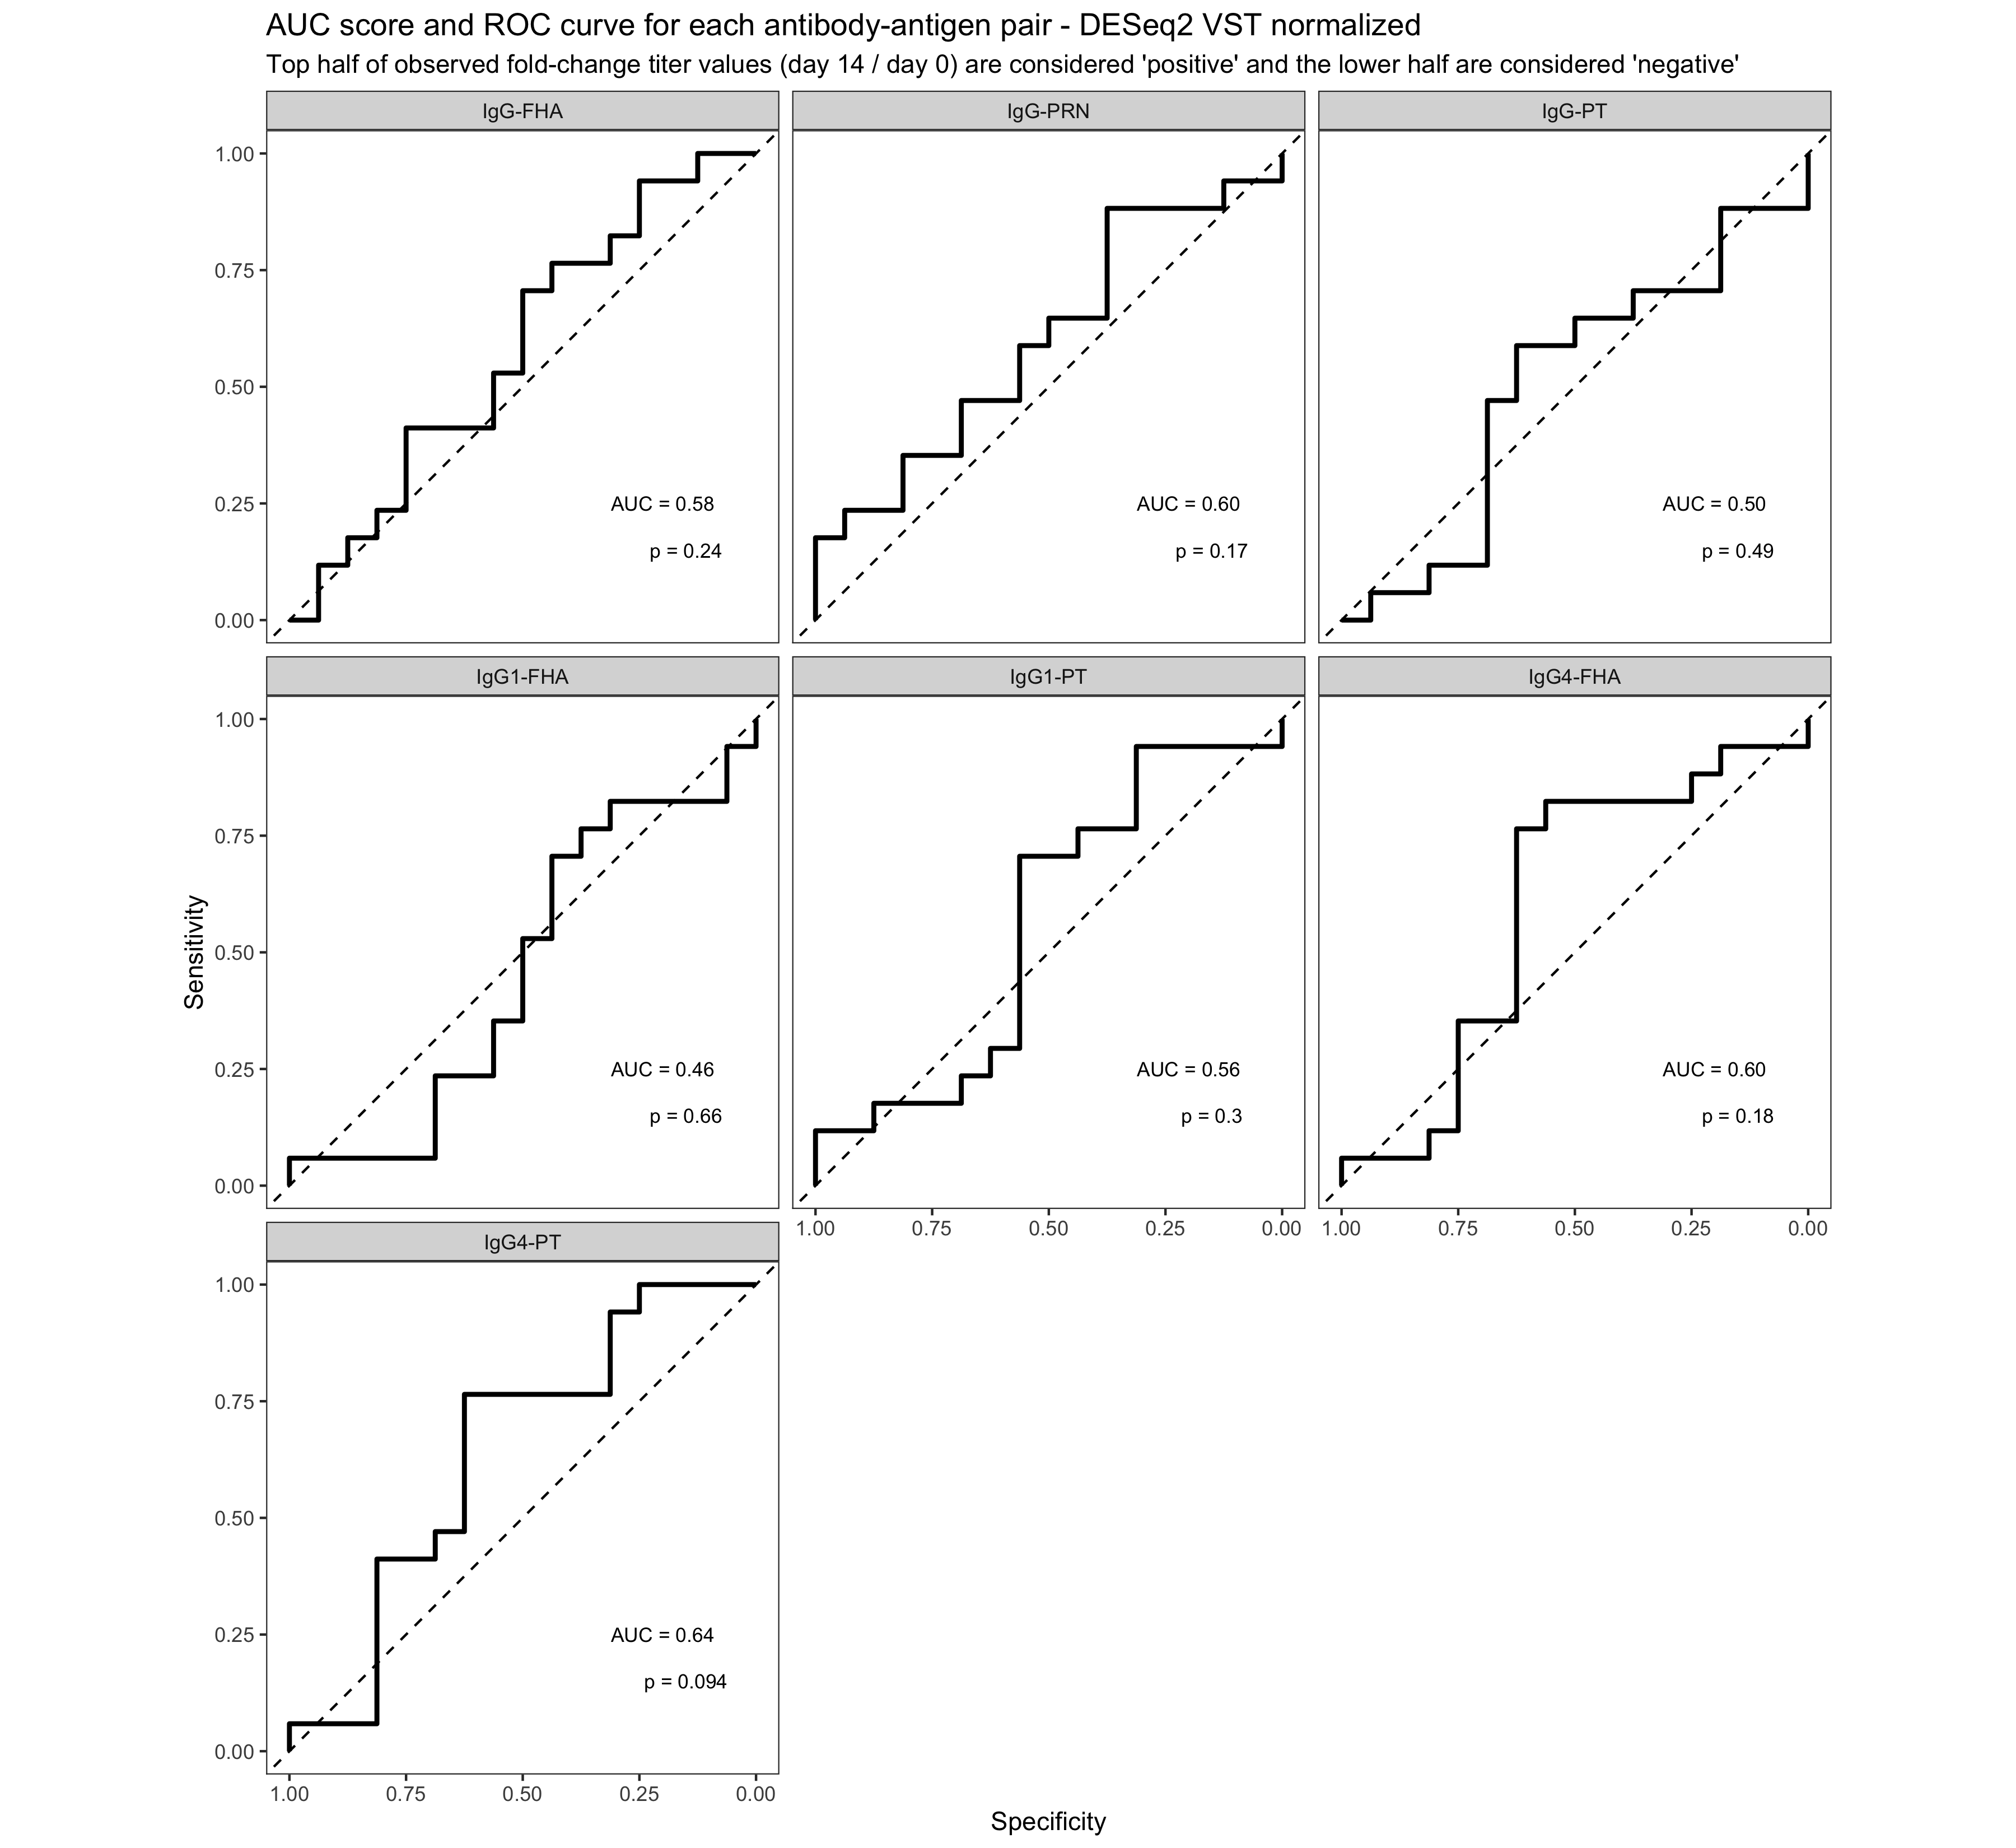 AUC score and ROC curve for each antibody-antigen pair - DESeq2 VST normalized
Top half of observed fold-change titer values (day 14 / day 0) are considered 'positive' and the lower half are considered 'negative'
IgG-FHA
IgG-PRN
IgG-PT
1.00
0.75
0.50
0.25
0.00
AUC = 0.58
p = 0.24
AUC = 0.60
p = 0.17
AUC = 0.50
p = 0.49
IgG1-FHA
IgG1-PT
IgG4-FHA
1.00
0.75
0.50
0.25
0.00
AUC = 0.46
p = 0.66
AUC = 0.56
p = 0.3
AUC = 0.60
p = 0.18
1.00 0.75 0.50 0.25 0.00
1.00 0.75 0.50 0.25 0.00
Sensitivity
IgG4-PT
1.00
0.75
0.50
0.25
0.00
AUC = 0.64
p = 0.094
1.00 0.75 0.50 0.25 0.00
Specificity